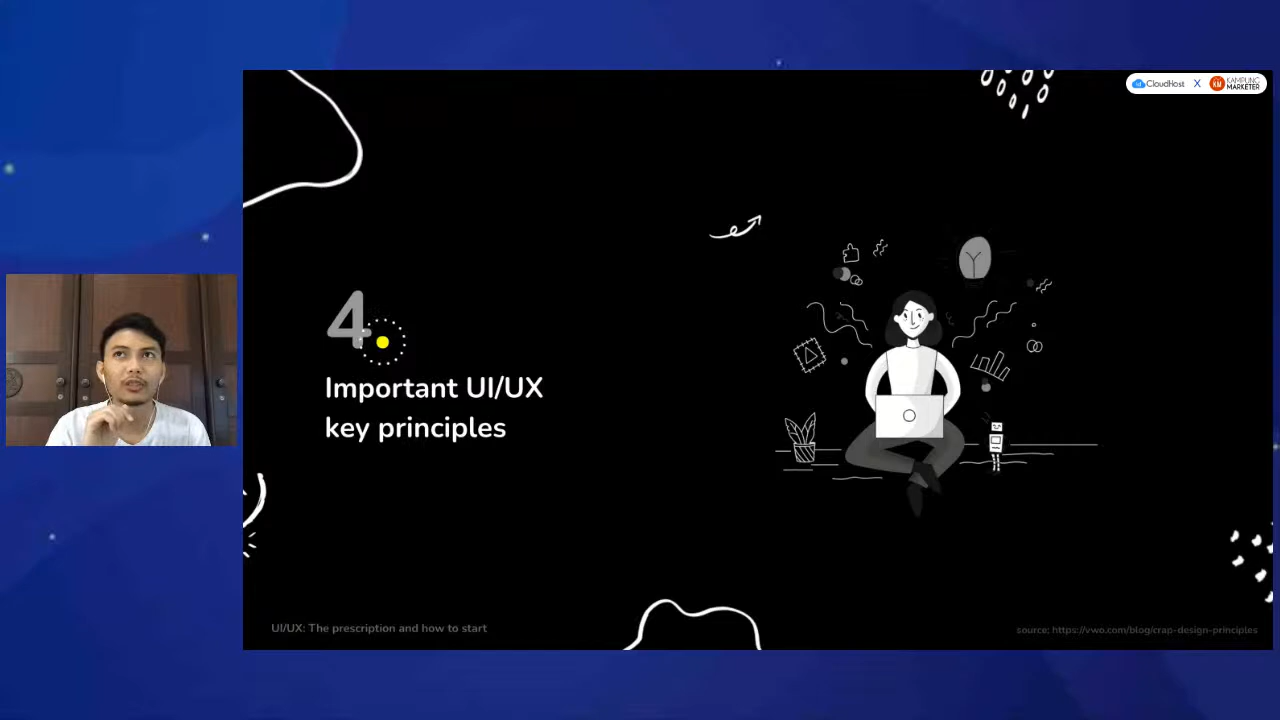 CloudHost X KAMPUNG MARKETER
4
Important UI/UX
key principles
UI/UX: The prescription and how to start
source: https://vwo.com/blog/crap-design-principles